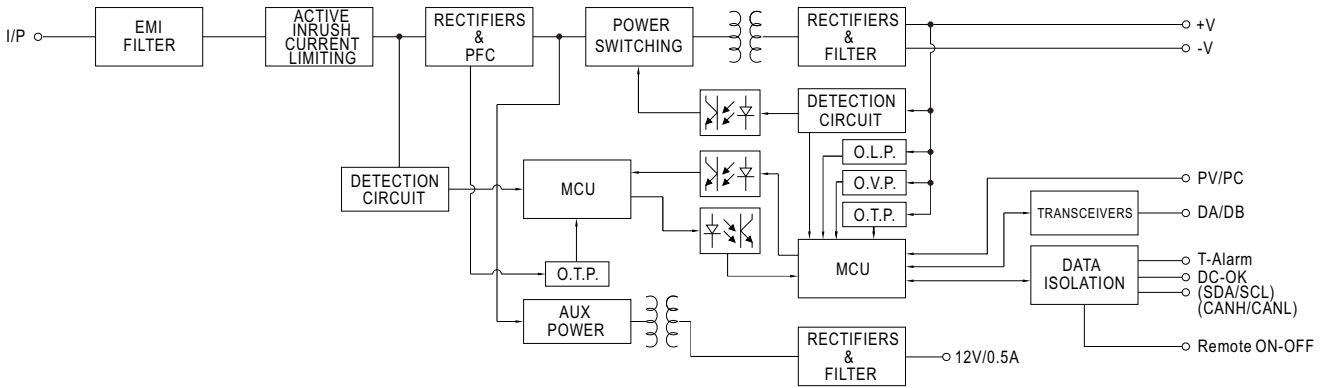 I/P
EMI
FILTER
ACTIVE
INRUSH
CURRENT
LIMITING
RECTIFIERS
&
PFC
POWER
SWITCHING
RECTIFIERS
&
FILTER
+V
-V
DETECTION
CIRCUIT
O.L.P.
O.V.P.
O.T.P.
DETECTION
CIRCUIT
MCU
O.T.P.
MCU
PV/PC
TRANSCEIVERS
DA/DB
DATA
ISOLATION
T-Alarm
DC-OK
(SDA/SCL)
(CANH/CANL)
Remote ON-OFF
AUX
POWER
RECTIFIERS
&
FILTER
12V/0.5A